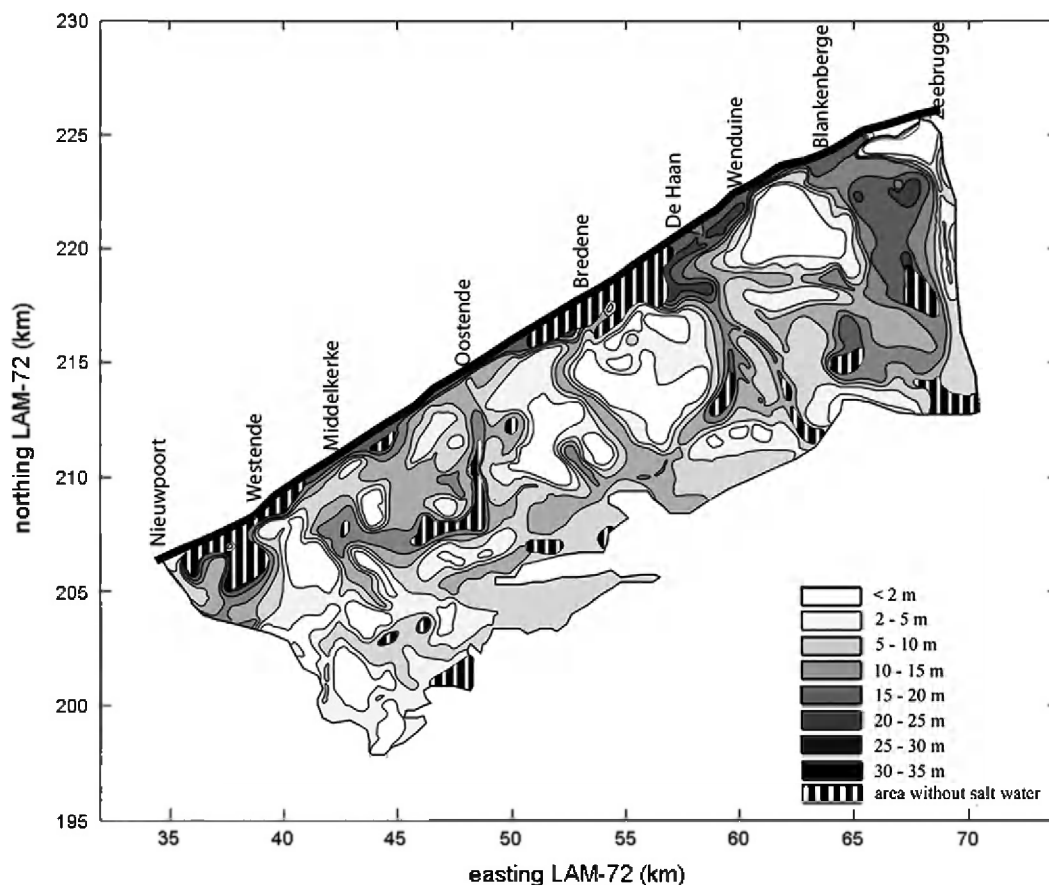 230
225
220
215
210
205
200
195
northing LAM-72 (km)
Nieuwpoort
Westende
Middelkerke
Oostende
Bredene
De Haan
Wenduine
Blankenberge
Zeebrugge
< 2 m
2 - 5 m
5 - 10 m
10 - 15 m
15 - 20 m
20 - 25 m
25 - 30 m
30 - 35 m
area without salt water
35 40 45 50 55 60 65 70
easting LAM-72 (km)